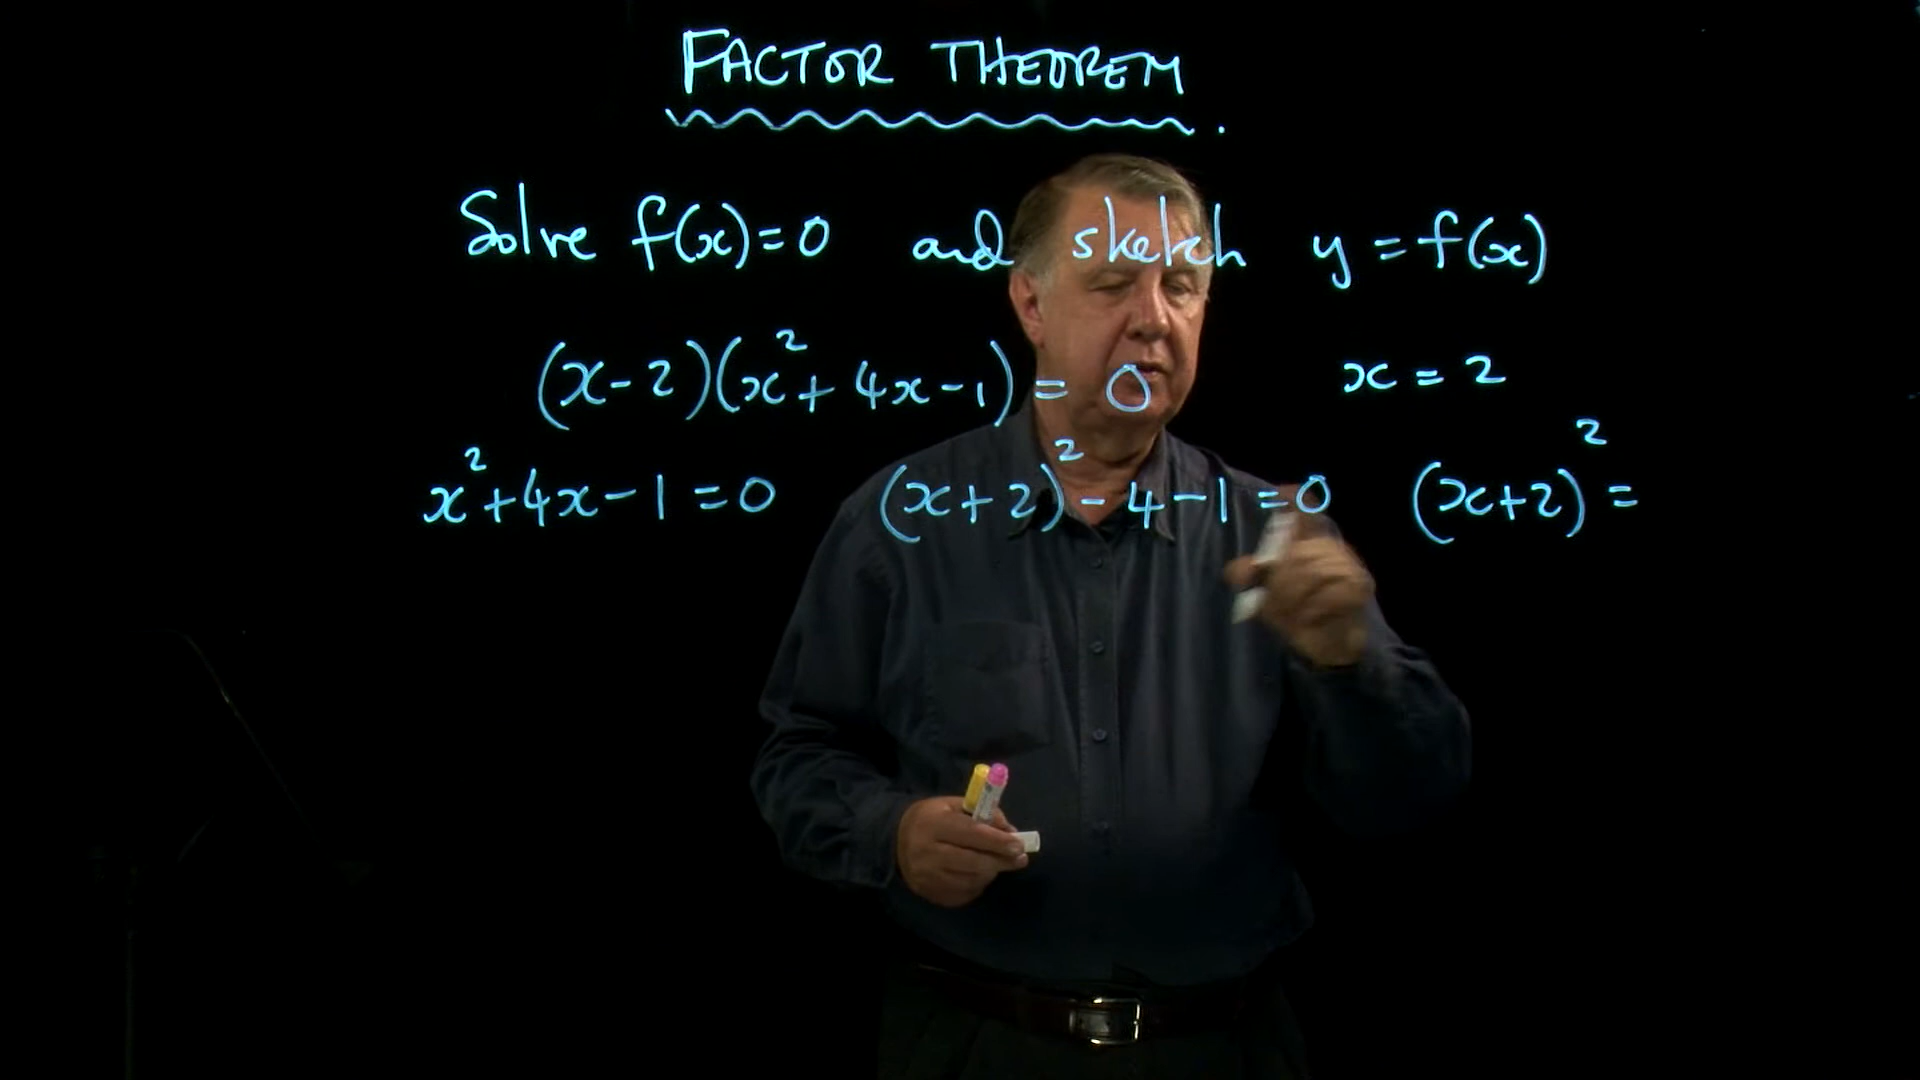 FACTOR THEOREM.
Solve f(x)=0 and sketch y=f(x)
(x-2)(x²+4x-1)=0 x=2
x²+4x-1=0 (x+2)²-4-1=0 (x+2)²=